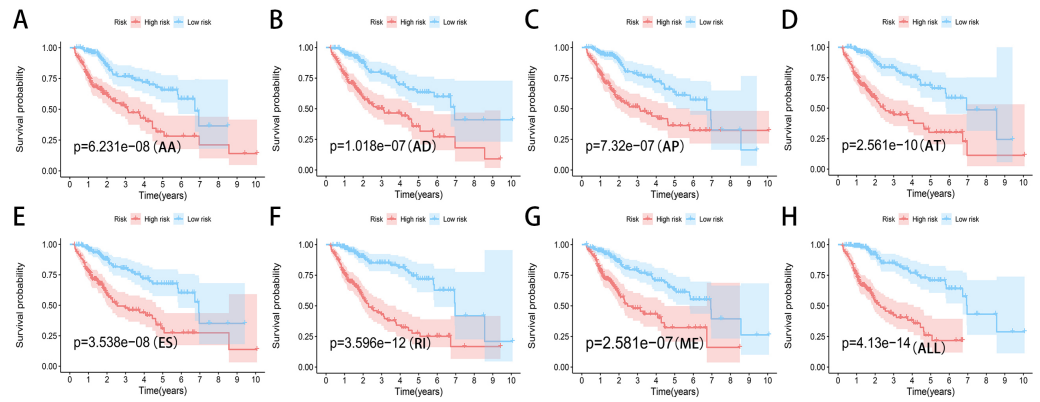 A
Risk High risk Low risk
Survival probability
1.00
0.75
0.50
0.25
0.00
p=6.231e−08 (AA)
0 1 2 3 4 5 6 7 8 9 10
Time(years)
B
Risk High risk Low risk
Survival probability
1.00
0.75
0.50
0.25
0.00
p=1.018e−07 (AD)
0 1 2 3 4 5 6 7 8 9 10
Time(years)
C
Risk High risk Low risk
Survival probability
1.00
0.75
0.50
0.25
0.00
p=7.32e−07 (AP)
0 1 2 3 4 5 6 7 8 9 10
Time(years)
D
Risk High risk Low risk
Survival probability
1.00
0.75
0.50
0.25
0.00
p=2.561e−10 (AT)
0 1 2 3 4 5 6 7 8 9 10
Time(years)
E
Risk High risk Low risk
Survival probability
1.00
0.75
0.50
0.25
0.00
p=3.538e−08 (ES)
0 1 2 3 4 5 6 7 8 9 10
Time(years)
F
Risk High risk Low risk
Survival probability
1.00
0.75
0.50
0.25
0.00
p=3.596e−12 (RI)
0 1 2 3 4 5 6 7 8 9 10
Time(years)
G
Risk High risk Low risk
Survival probability
1.00
0.75
0.50
0.25
0.00
p=2.581e−07 (ME)
0 1 2 3 4 5 6 7 8 9 10
Time(years)
H
Risk High risk Low risk
Survival probability
1.00
0.75
0.50
0.25
0.00
p=4.13e−14 (ALL)
0 1 2 3 4 5 6 7 8 9 10
Time(years)